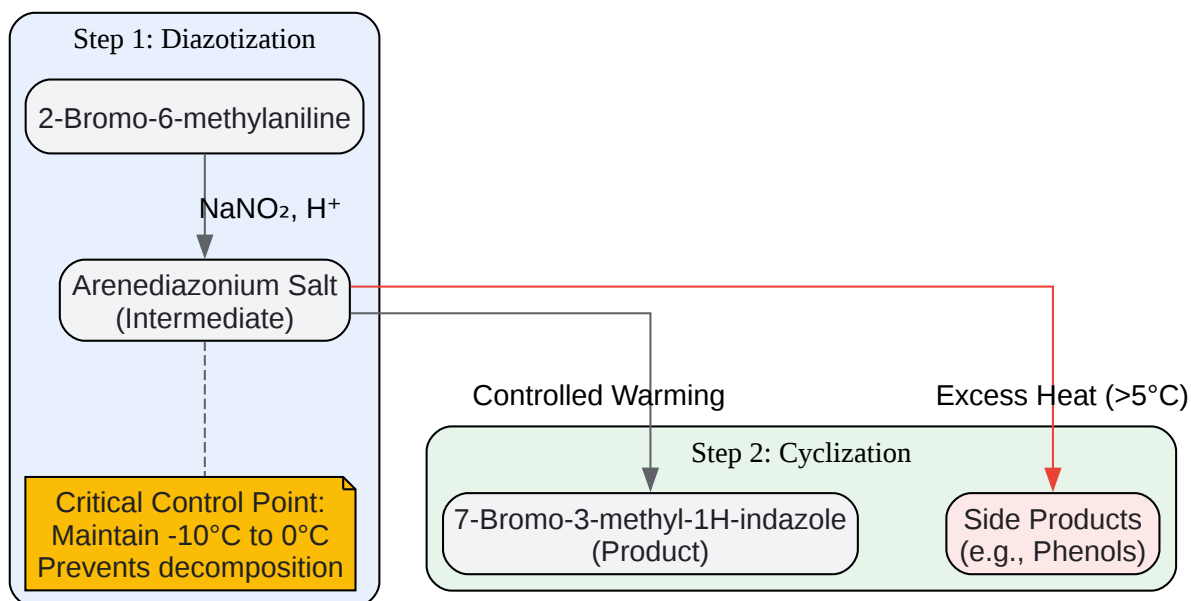 Step 1: Diazotization
2-Bromo-6-methylaniline
NaNO₂, H⁺
Arenediazonium Salt
(Intermediate)
Critical Control Point:
Maintain -10°C to 0°C
Prevents decomposition
Controlled Warming
Excess Heat (>5°C)
Step 2: Cyclization
7-Bromo-3-methyl-1H-indazole
(Product)
Side Products
(e.g., Phenols)